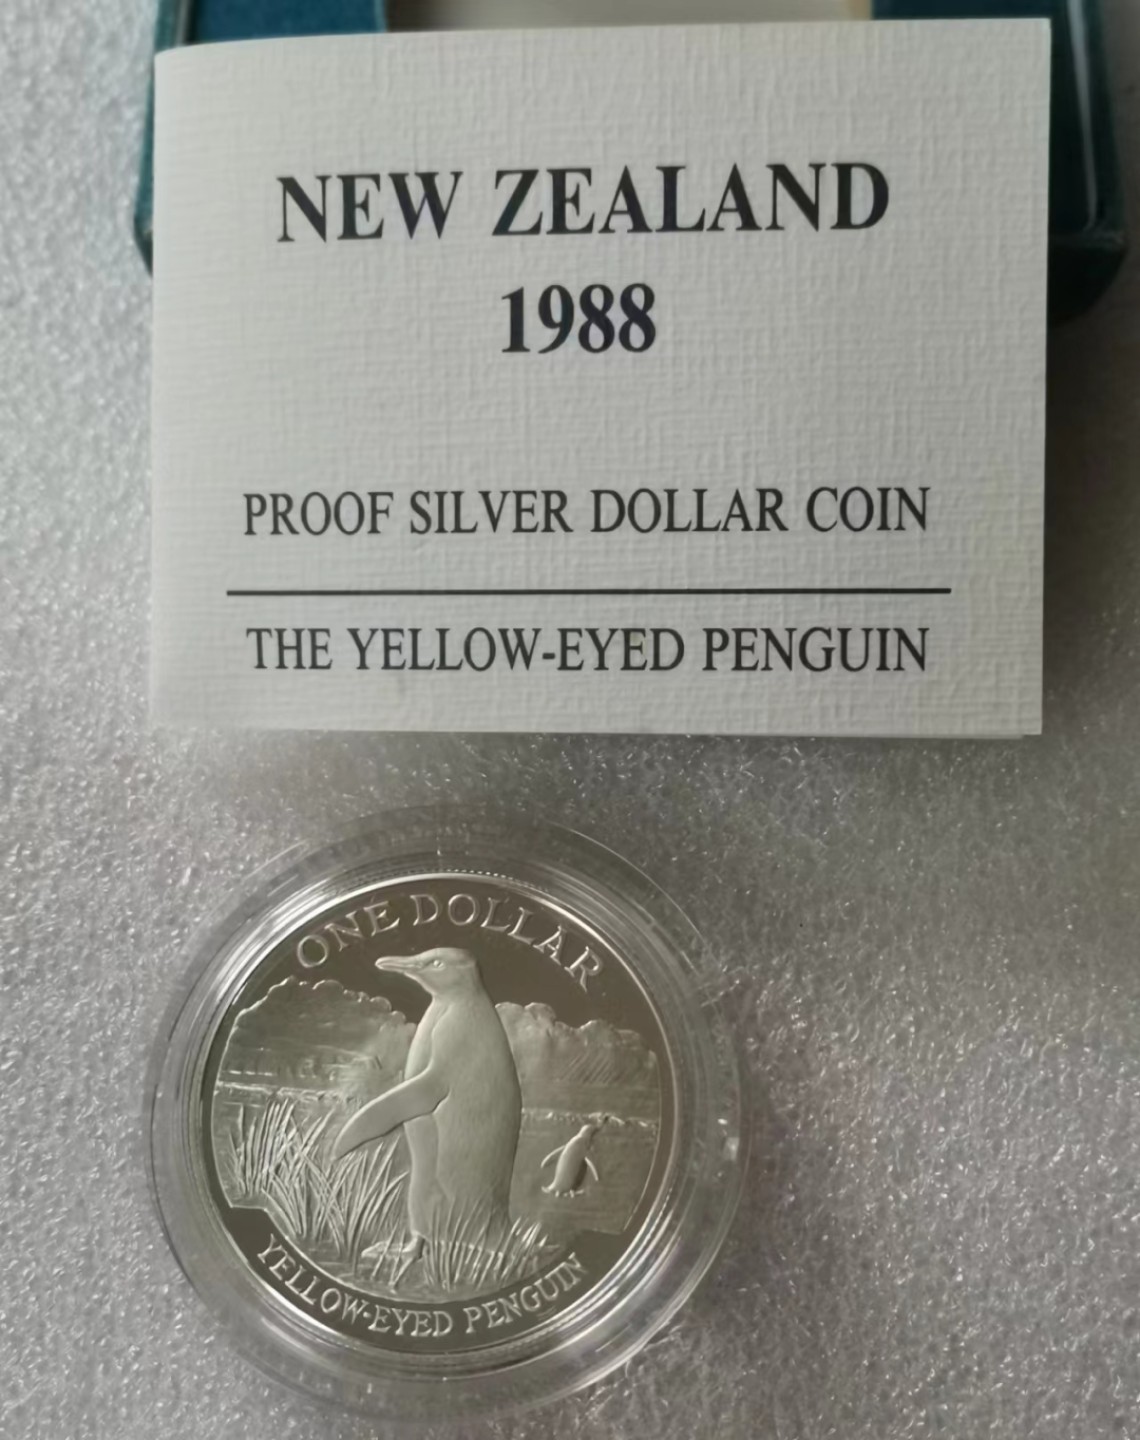 NEW ZEALAND
1988
PROOF SILVER DOLLAR COIN
THE YELLOW-EYED PENGUIN
ONE DOLLAR
YELLOW-EYED PENGUIN